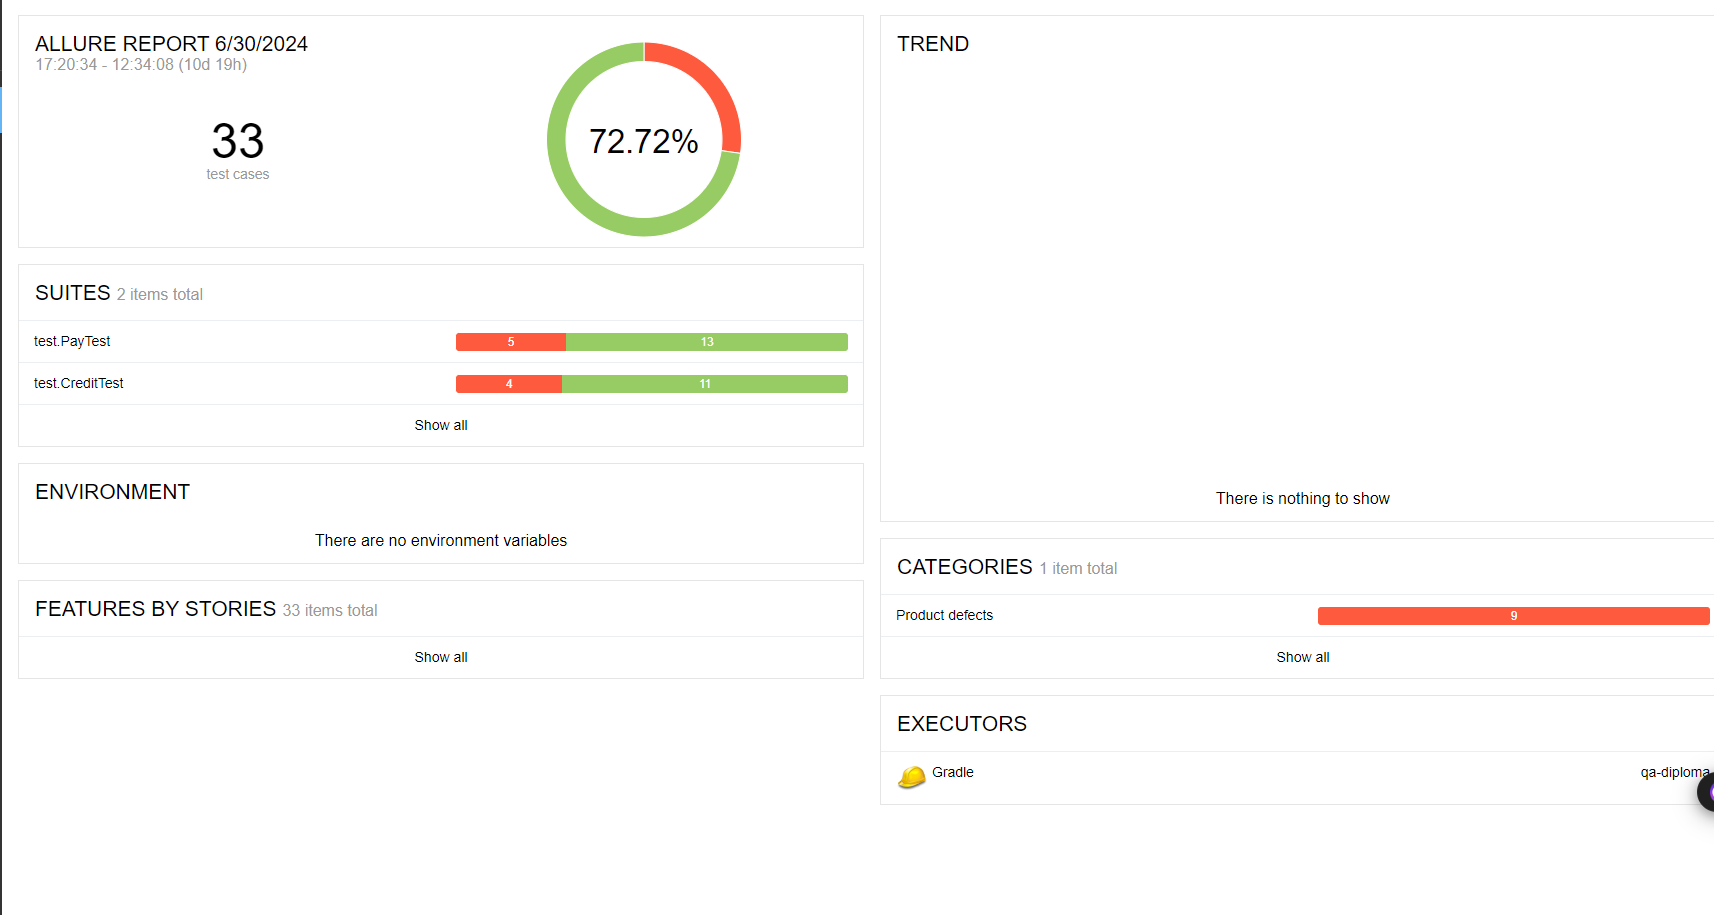 ALLURE REPORT 6/30/2024
17:20:34 - 12:34:08 (10d 19h)
33
test cases
72.72%
SUITES 2 items total
test.PayTest 5 13
test.CreditTest 4 11
Show all
ENVIRONMENT
There are no environment variables
FEATURES BY STORIES 33 items total
Show all
TREND
There is nothing to show
CATEGORIES 1 item total
Product defects 9
Show all
EXECUTORS
Gradle qa-diploma